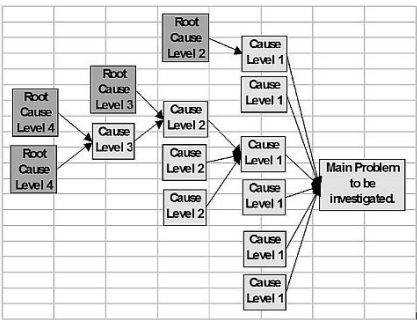 Root
Cause
Level 2
Cause
Level 1
Root
Cause
Level 3
Cause
Level 1
Root
Cause
Level 4
Cause
Level 2
Cause
Level 3
Cause
Level 1
Root
Cause
Level 4
Cause
Level 2
Main Problem
to be
investigated.
Cause
Level 2
Cause
Level 1
Cause
Level 1
Cause
Level 1